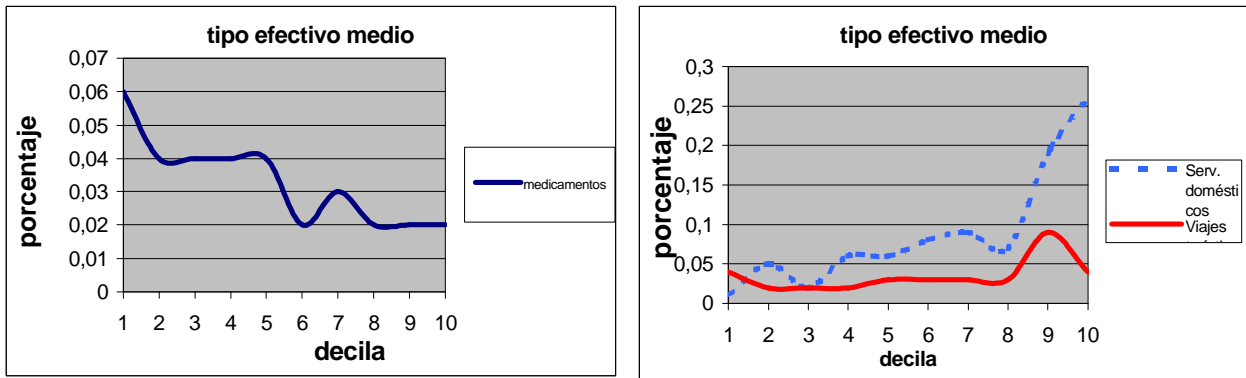 tipo efectivo medio
0,07
0,06
0,05
0,04
0,03
0,02
0,01
0
porcentaje
1 2 3 4 5 6 7 8 9 10
decila
medicamentos
tipo efectivo medio
0,3
0,25
0,2
0,15
0,1
0,05
0
porcentaje
1 2 3 4 5 6 7 8 9 10
decila
Serv.
domésti
cos
Viajes